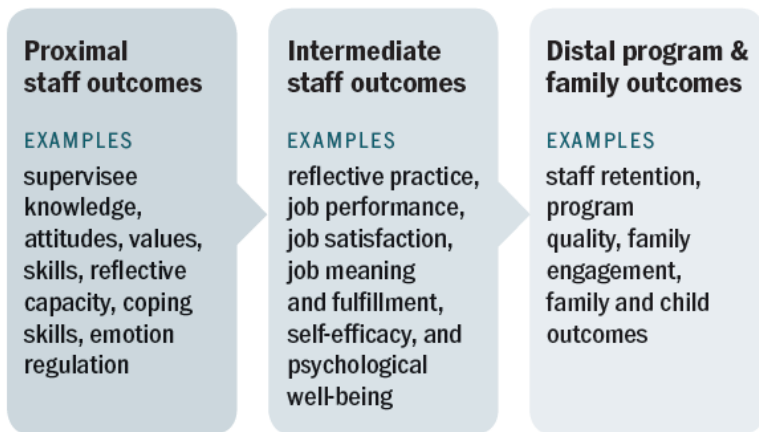 Proximal
staff outcomes
EXAMPLES
supervisee
knowledge,
attitudes, values,
skills, reflective
capacity, coping
skills, emotion
regulation
Intermediate
staff outcomes
EXAMPLES
reflective practice,
job performance,
job satisfaction,
job meaning
and fulfillment,
self-efficacy, and
psychological
well-being
Distal program &
family outcomes
EXAMPLES
staff retention,
program
quality, family
engagement,
family and child
outcomes